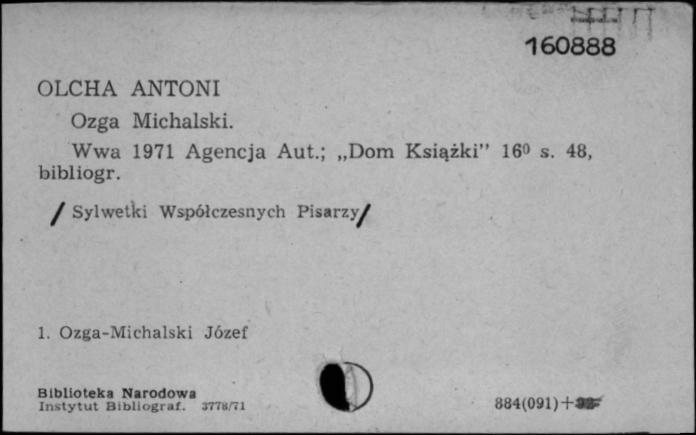 160888
OLCHA ANTONI
Ozga Michalski.
Wwa 1971 Agencja Aut.; „Dom Książki” 16⁰ s. 48,
bibliogr.
/ Sylwetki Współczesnych Pisarzy/
1. Ozga-Michalski Józef
Biblioteka Narodowa
Instytut Bibliograf. 3778/71
884(091)+